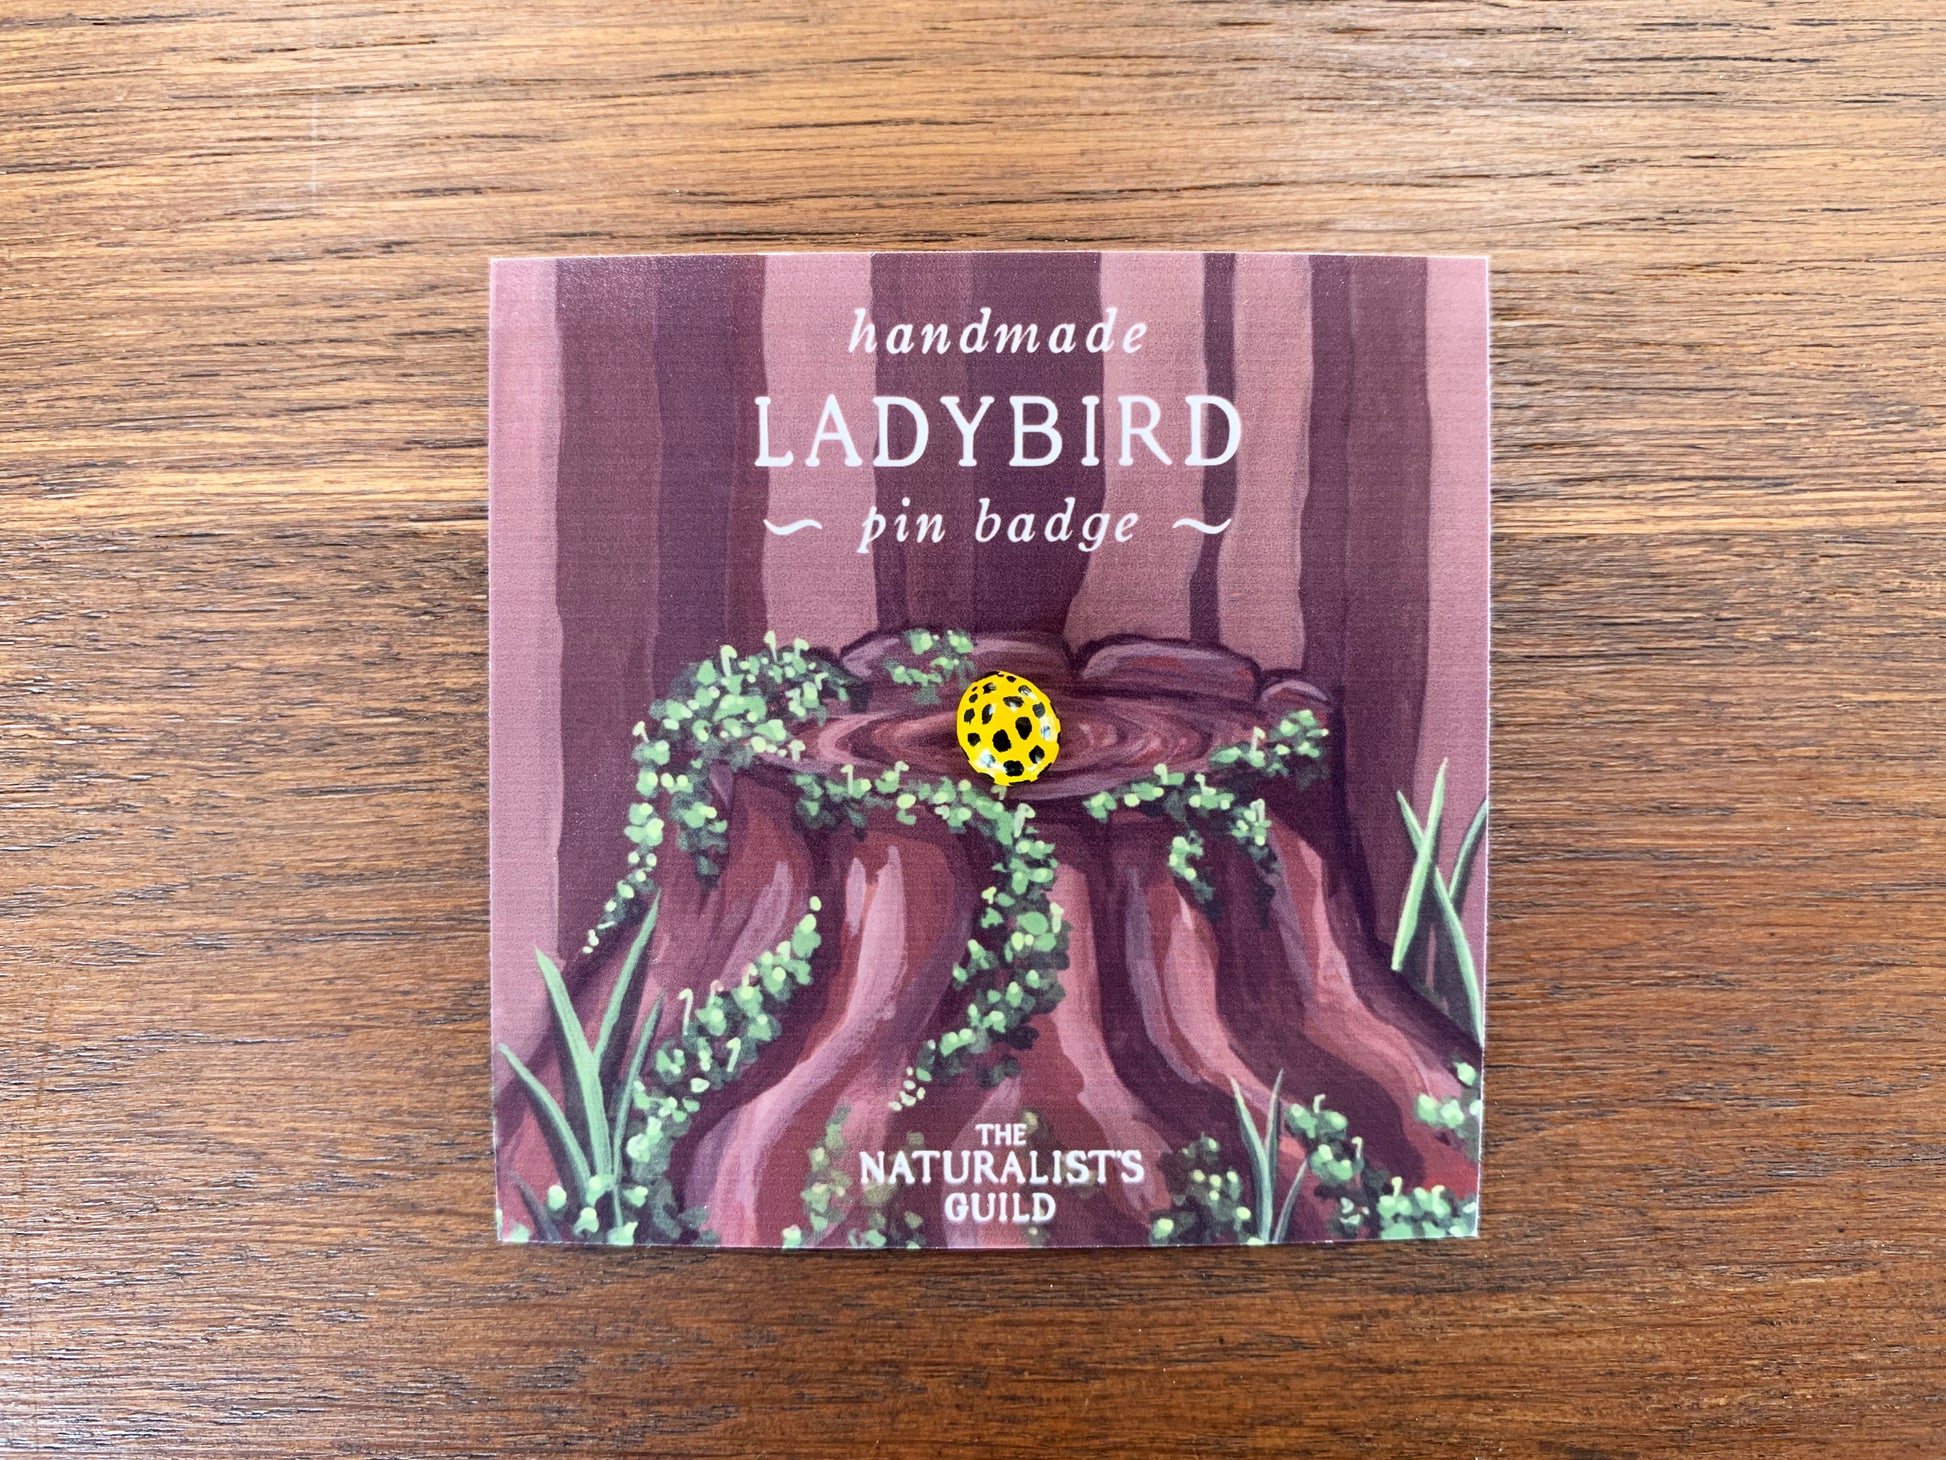 handmade
LADYBIRD
~ pin badge ~
THE
NATURALIST'S
GUILD